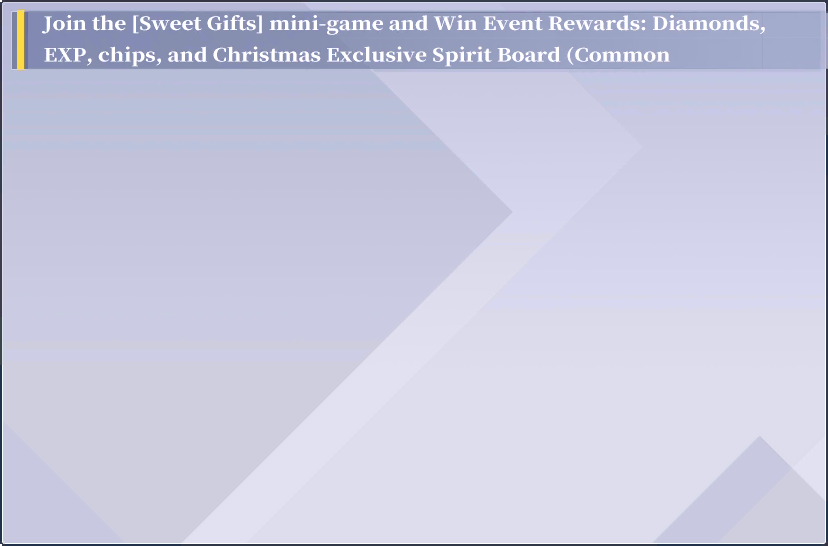 Join the [Sweet Gifts] mini-game and Win Event Rewards: Diamonds,
EXP, chips, and Christmas Exclusive Spirit Board (Common